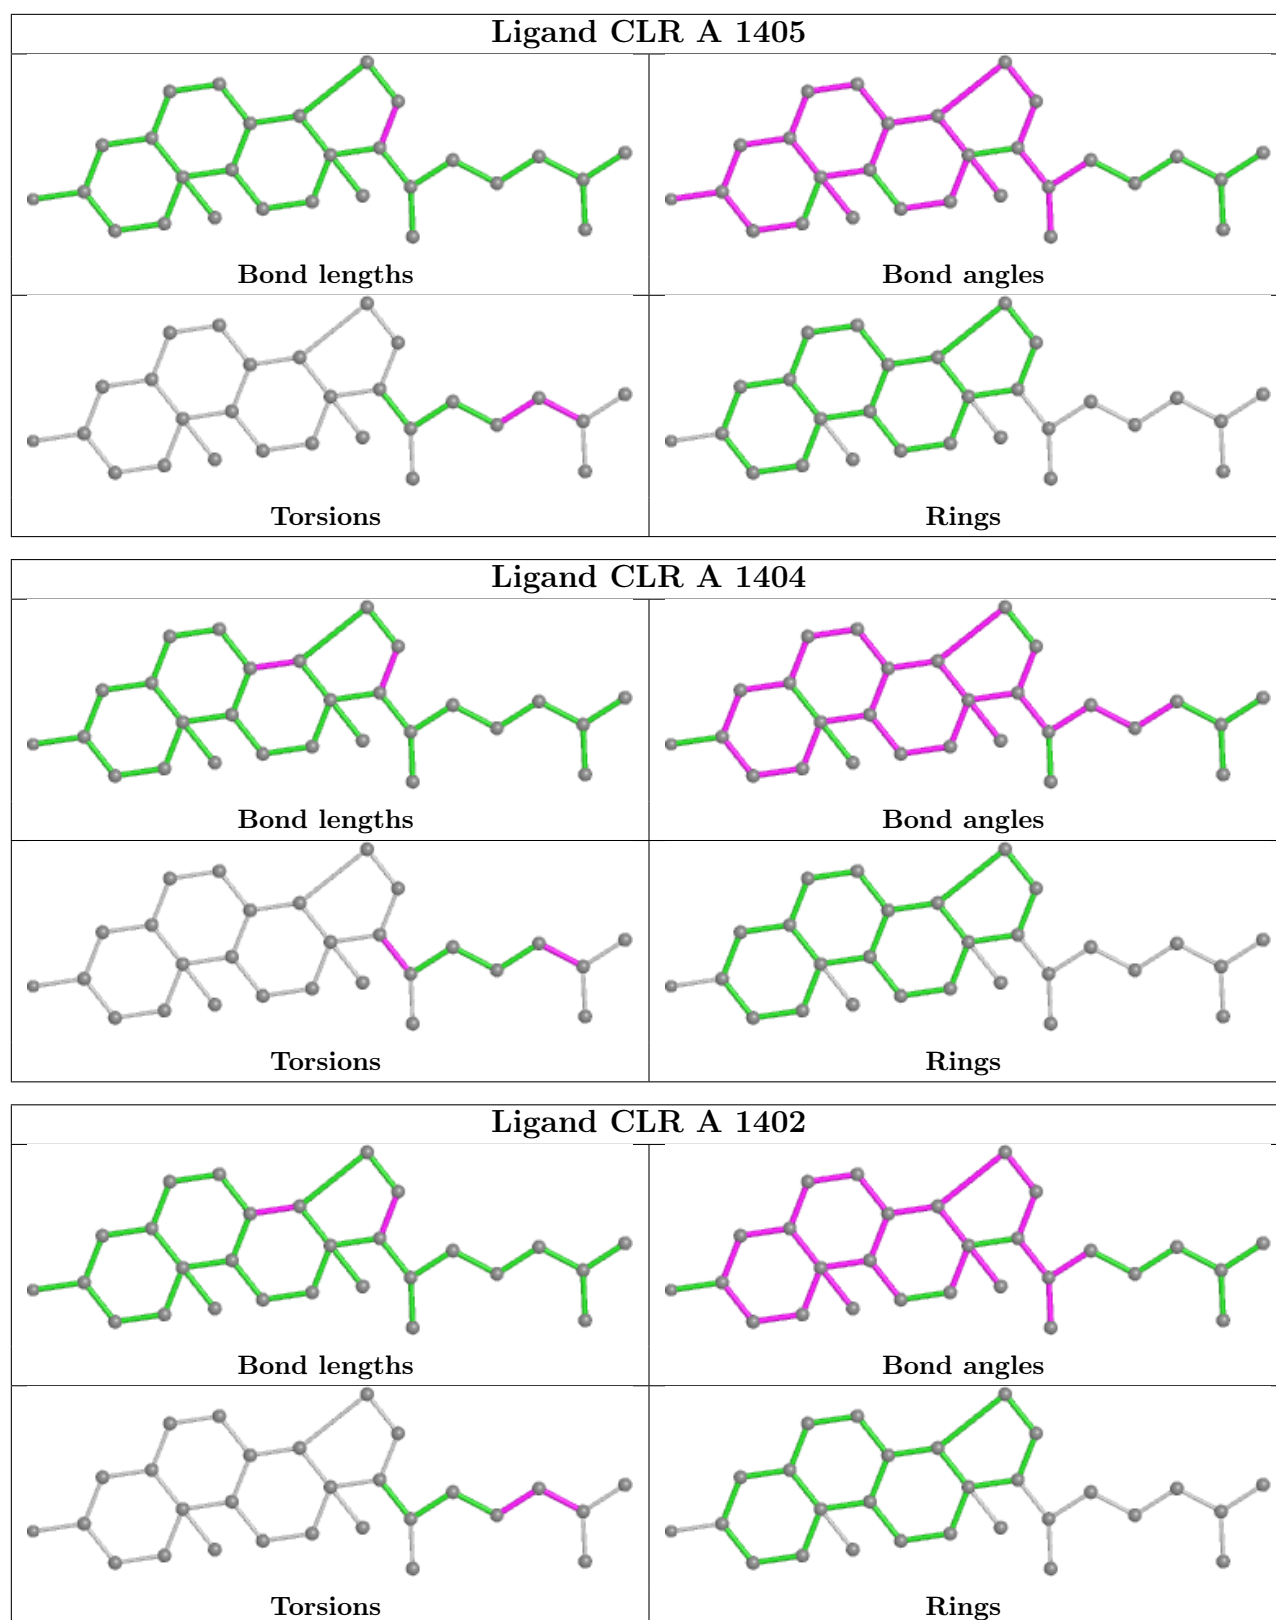 Ligand CLR A 1405
Bond lengths
Bond angles
Torsions
Rings
Ligand CLR A 1404
Bond lengths
Bond angles
Torsions
Rings
Ligand CLR A 1402
Bond lengths
Bond angles
Torsions
Rings